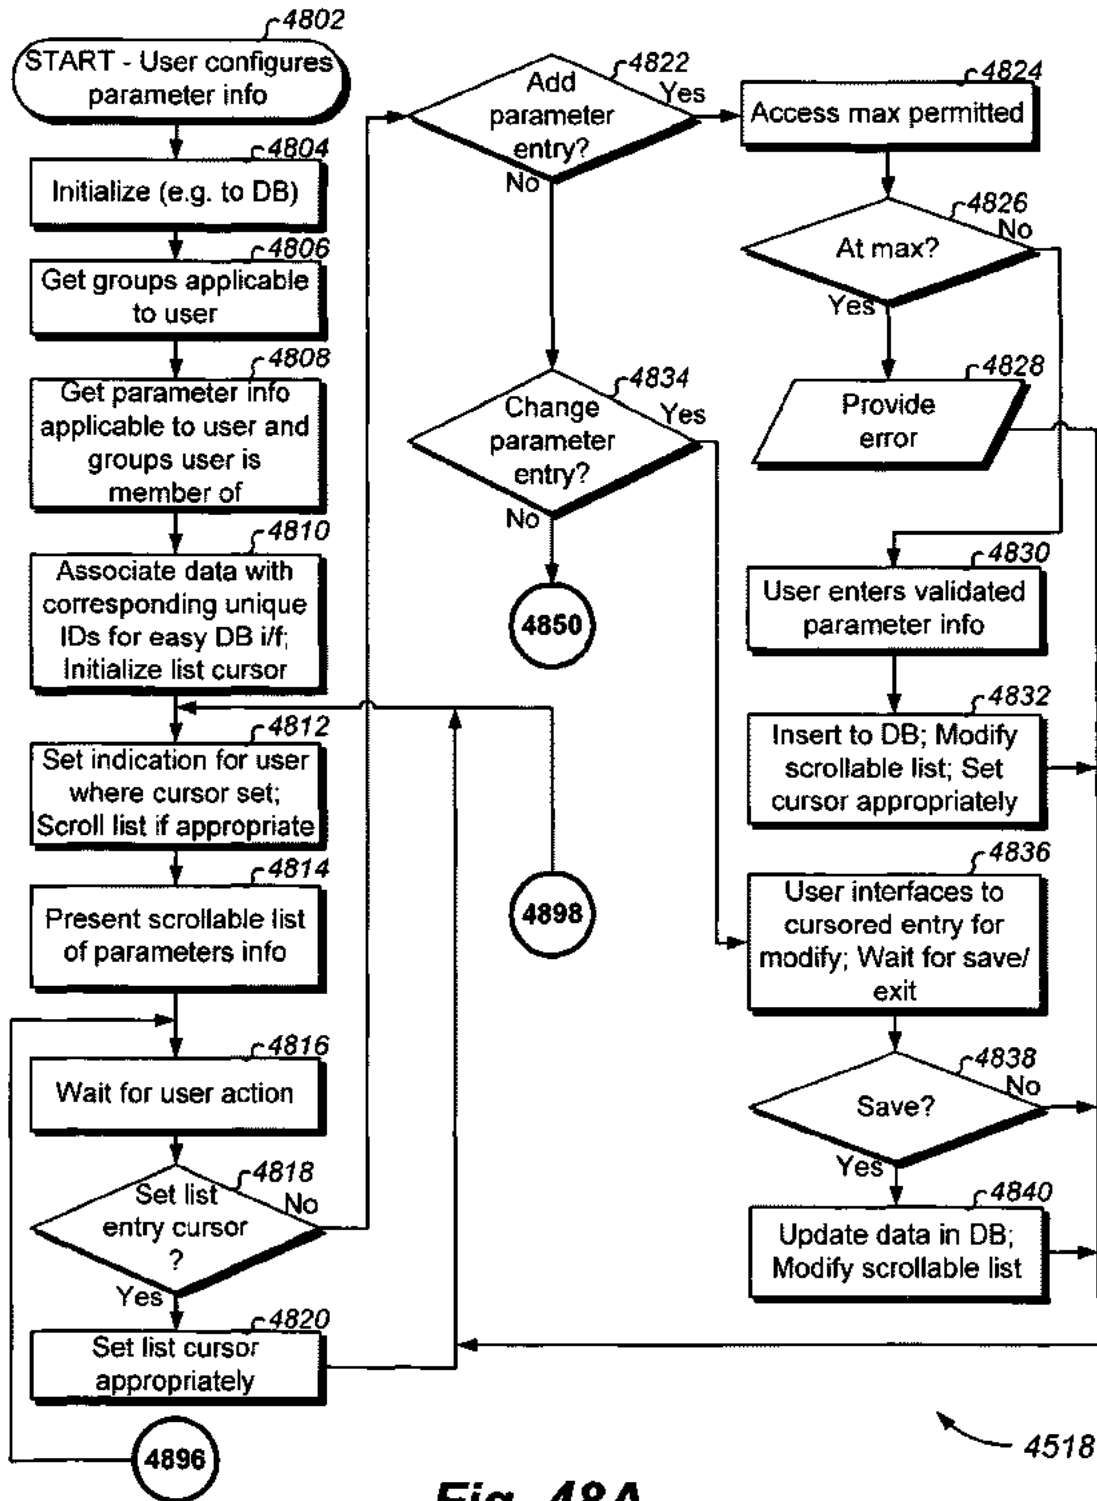 4802
START - User configures
parameter info
4804
Initialize (e.g. to DB)
4806
Get groups applicable
to user
4808
Get parameter info
applicable to user and
groups user is
member of
4810
Associate data with
corresponding unique
IDs for easy DB i/f;
Initialize list cursor
4812
Set indication for user
where cursor set;
Scroll list if appropriate
4814
Present scrollable list
of parameters info
4816
Wait for user action
4818
Set list
entry cursor
?
No
Yes
4820
Set list cursor
appropriately
4896
4822
Add
parameter
entry?
Yes
No
4834
Change
parameter
entry?
Yes
No
4850
4898
4824
Access max permitted
4826
At max?
No
Yes
4828
Provide
error
4830
User enters validated
parameter info
4832
Insert to DB; Modify
scrollable list; Set
cursor appropriately
4836
User interfaces to
cursored entry for
modify; Wait for save/
exit
4838
Save?
No
Yes
4840
Update data in DB;
Modify scrollable list
4518
Fig. 48A